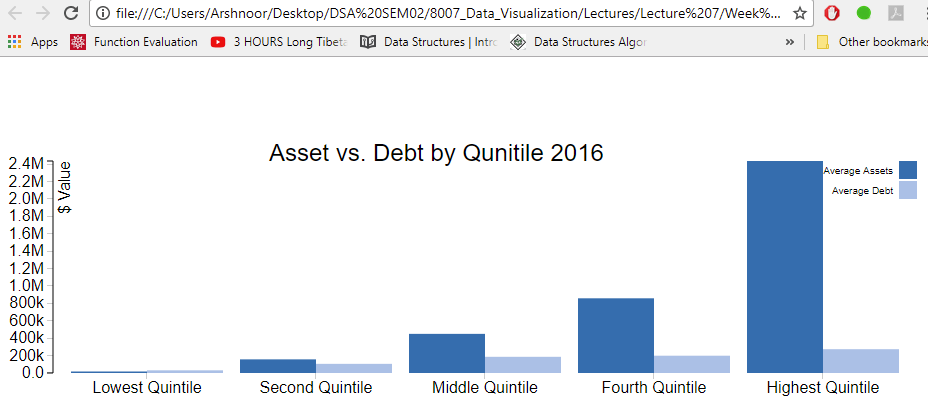 file:///C:/Users/Arshnoor/Desktop/DSA%20SEM02/8007_Data_Visualization/Lectures/Lecture%207/Week%...
Apps Function Evaluation 3 HOURS Long Tibeta Data Structures | Intro Data Structures Algor » Other bookmarks
Asset vs. Debt by Qunitile 2016
$ Value
2.4M
2.2M
2.0M
1.8M
1.6M
1.4M
1.2M
1.0M
800k
600k
400k
200k
0.0
Average Assets
Average Debt
Lowest Quintile Second Quintile Middle Quintile Fourth Quintile Highest Quintile